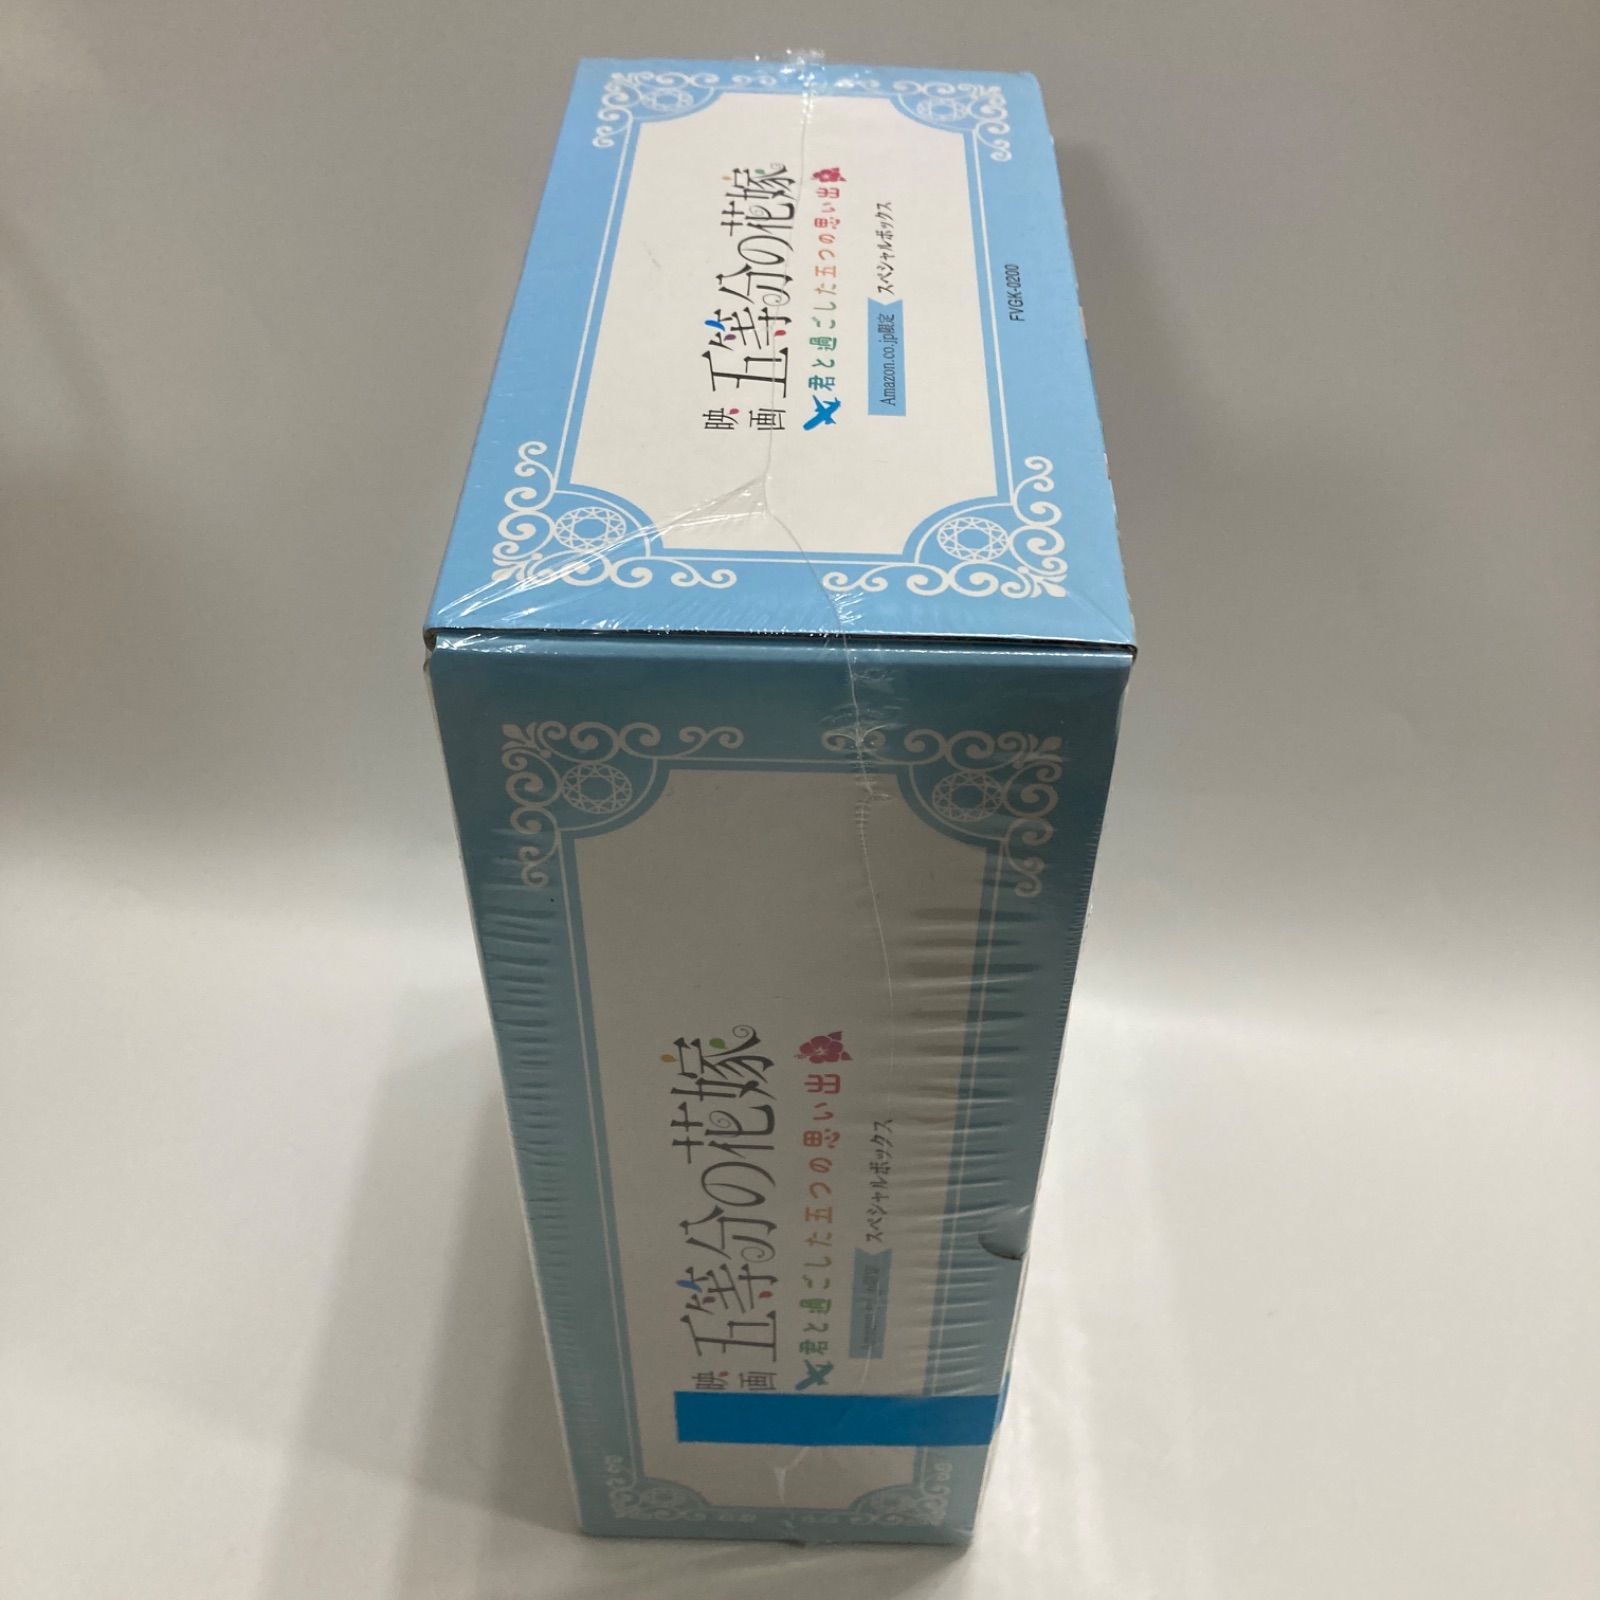 映画 五等分の花嫁
君と過ごした五つの思い出
Amazon.co.jp限定 スペシャルボックス
FVGK-0200
映画 五等分の花嫁
君と過ごした五つの思い出
スペシャルボックス